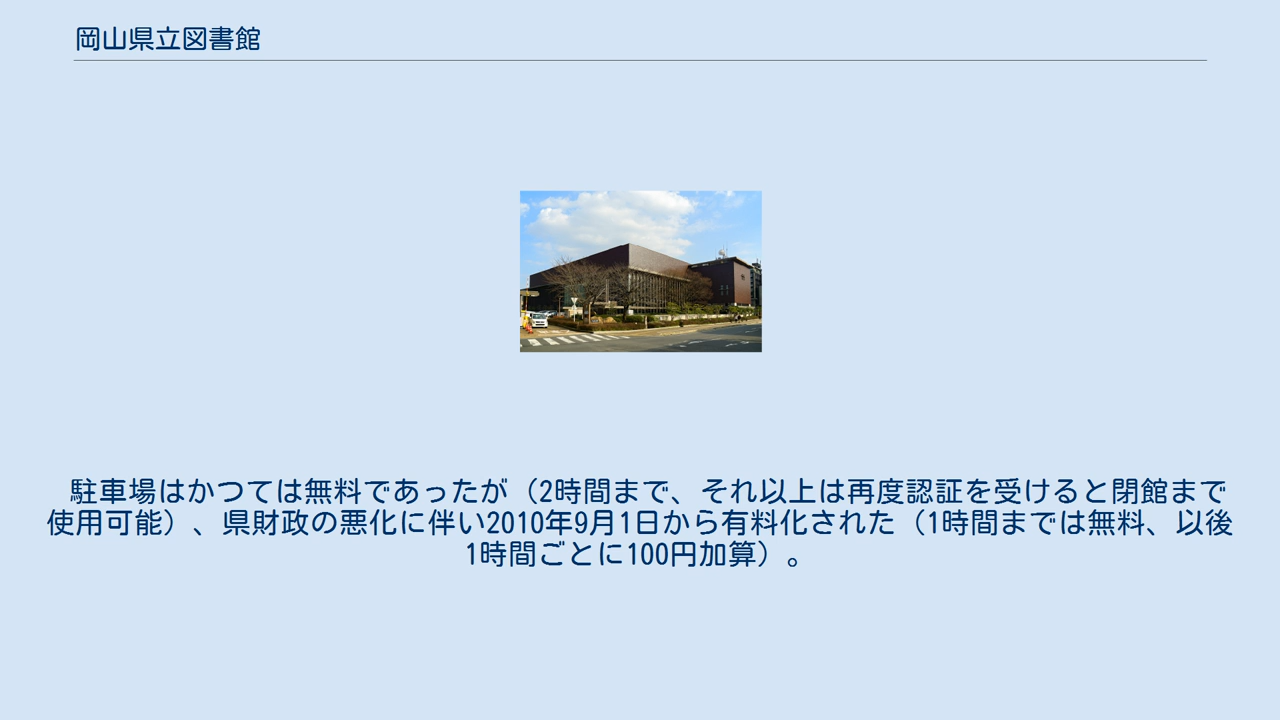 岡山県立図書館
駐車場はかつては無料であったが（2時間まで、それ以上は再度認証を受けると閉館まで
使用可能）、県財政の悪化に伴い2010年9月1日から有料化された（1時間までは無料、以後
1時間ごとに100円加算）。